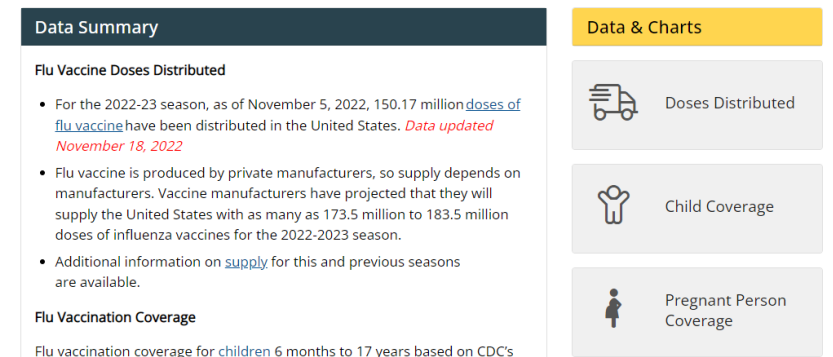 Data Summary
Flu Vaccine Doses Distributed
• For the 2022-23 season, as of November 5, 2022, 150.17 million doses of
flu vaccine have been distributed in the United States. Data updated
November 18, 2022
• Flu vaccine is produced by private manufacturers, so supply depends on
manufacturers. Vaccine manufacturers have projected that they will
supply the United States with as many as 173.5 million to 183.5 million
doses of influenza vaccines for the 2022-2023 season.
• Additional information on supply for this and previous seasons
are available.
Flu Vaccination Coverage
Flu vaccination coverage for children 6 months to 17 years based on CDC’s
Data & Charts
Doses Distributed
Child Coverage
Pregnant Person
Coverage